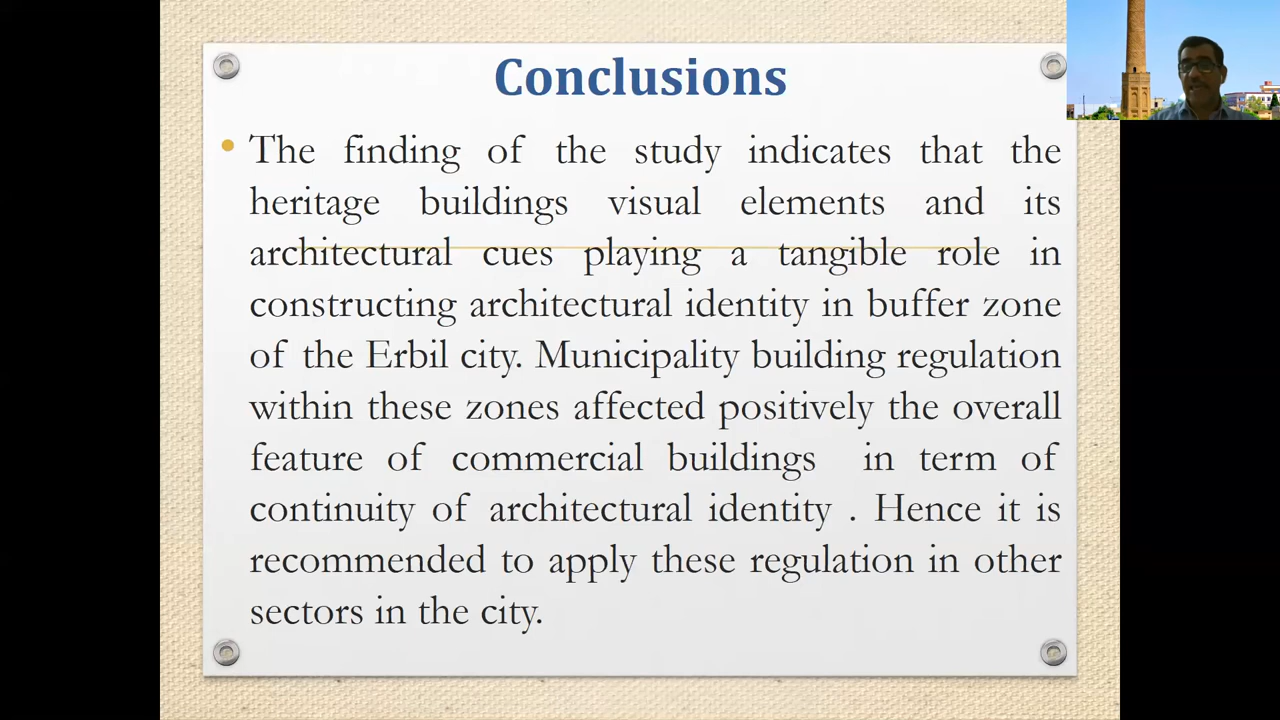 Conclusions
• The finding of the study indicates that the
heritage buildings visual elements and its
architectural cues playing a tangible role in
constructing architectural identity in buffer zone
of the Erbil city. Municipality building regulation
within these zones affected positively the overall
feature of commercial buildings in term of
continuity of architectural identity . Hence it is
recommended to apply these regulation in other
sectors in the city.